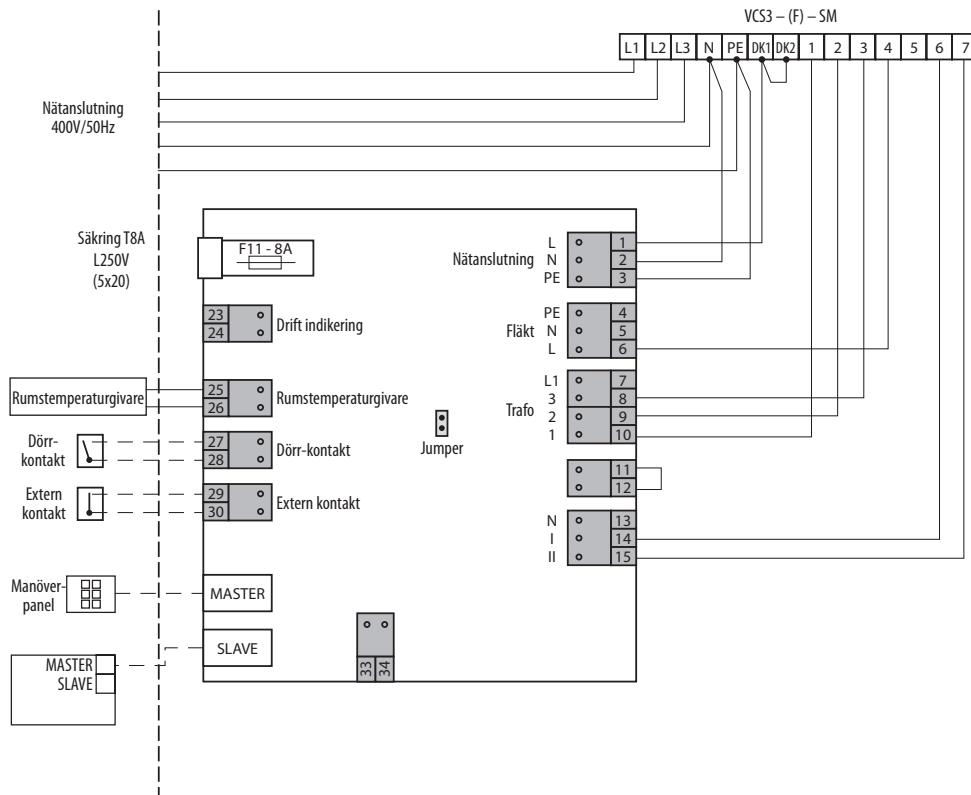 VCS3 – (F) – SM
L1 L2 L3 N PE DK1 DK2 1 2 3 4 5 6 7
Nätanslutning
400V/50Hz
Säkring T8A
L250V
(5x20)
F11 - 8A
Nätanslutning
L 1
N 2
PE 3
23
24
Drift indikering
Fläkt
PE 4
N 5
L 6
Rumstemperaturgivare
25
26
Rumstemperaturgivare
Trafo
L1 7
3 8
2 9
1 10
Jumper
Dörr-
kontakt
27
28
Dörr-kontakt
11
12
Extern
kontakt
29
30
Extern kontakt
N 13
I 14
II 15
Manöver-
panel
MASTER
SLAVE
MASTER
SLAVE
33
34